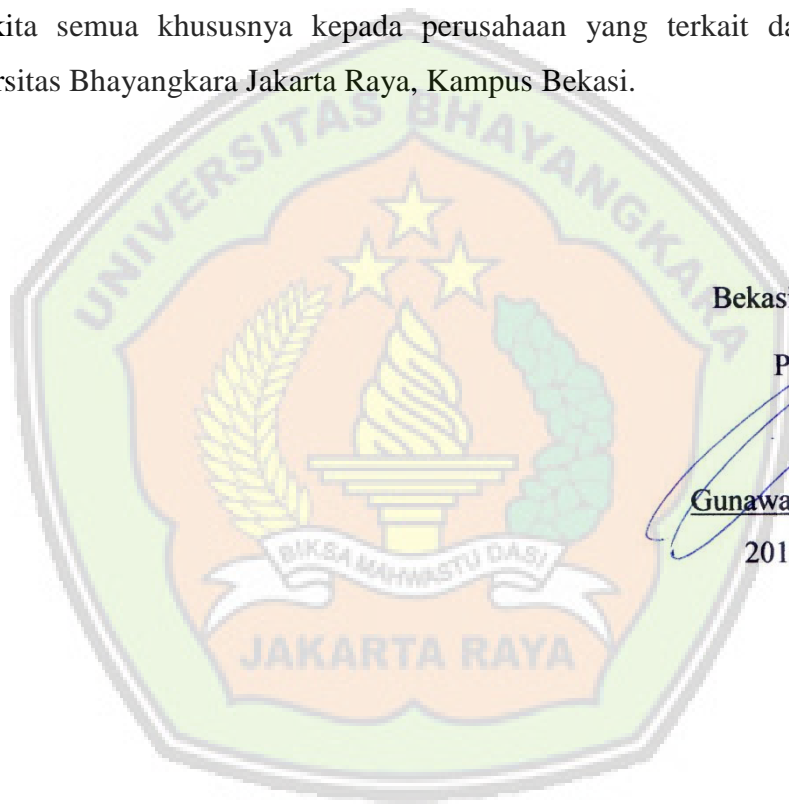 kita semua khususnya kepada perusahaan yang terkait da
rsitas Bhayangkara Jakarta Raya, Kampus Bekasi.
UNIVERSITAS BHAYANGKARA
Bekasi
P
Gunawa
201
BIKSA MAHWASTU DASI
JAKARTA RAYA